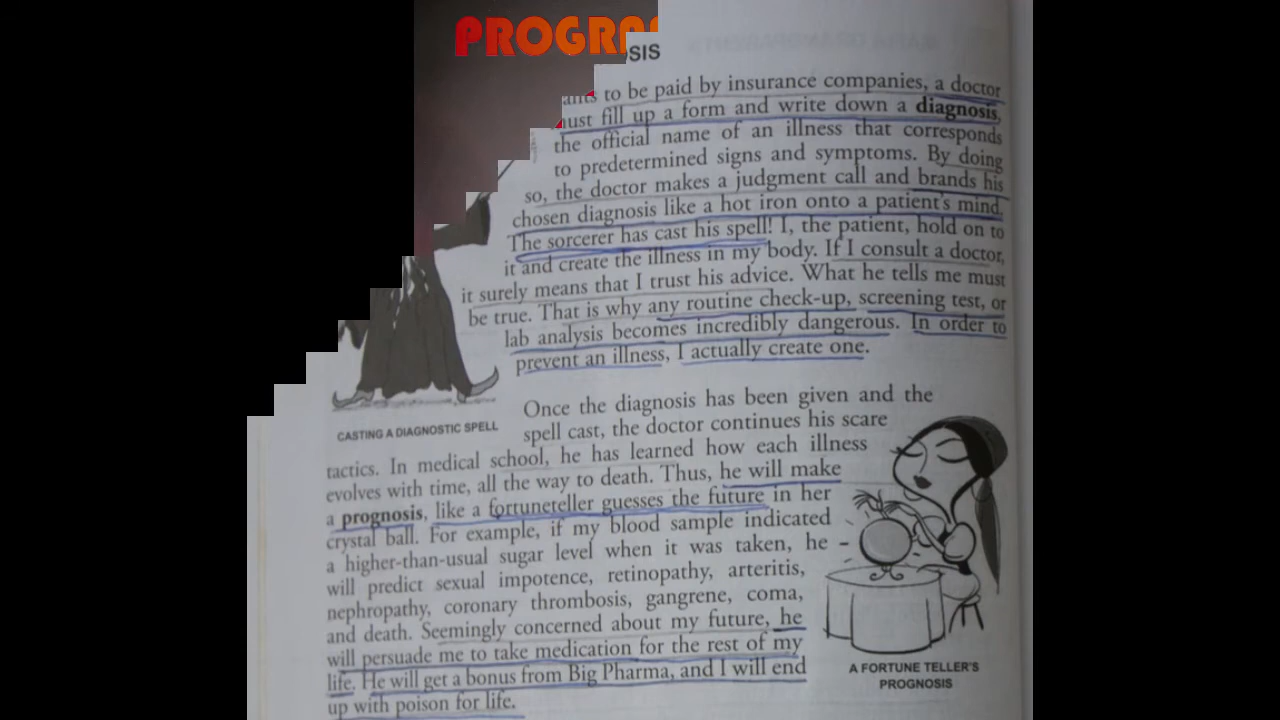 PROGRA
OSIS
ants to be paid by insurance companies, a doctor
ust fill up a form and write down a diagnosis,
the official name of an illness that corresponds
to predetermined signs and symptoms. By doing
so, the doctor makes a judgment call and brands his
chosen diagnosis like a hot iron onto a patient's mind.
The sorcerer has cast his spell! I, the patient, hold on to
it and create the illness in my body. If I consult a doctor,
it surely means that I trust his advice. What he tells me must
be true. That is why any routine check-up, screening test, or
lab analysis becomes incredibly dangerous. In order to
prevent an illness, I actually create one.
CASTING A DIAGNOSTIC SPELL
Once the diagnosis has been given and the
spell cast, the doctor continues his scare
tactics. In medical school, he has learned how each illness
evolves with time, all the way to death. Thus, he will make
a prognosis, like a fortuneteller guesses the future in her
crystal ball. For example, if my blood sample indicated
a higher-than-usual sugar level when it was taken, he
will predict sexual impotence, retinopathy, arteritis,
nephropathy, coronary thrombosis, gangrene, coma,
and death. Seemingly concerned about my future, he
will persuade me to take medication for the rest of my
life. He will get a bonus from Big Pharma, and I will end
up with poison for life.
A FORTUNE TELLER'S
PROGNOSIS